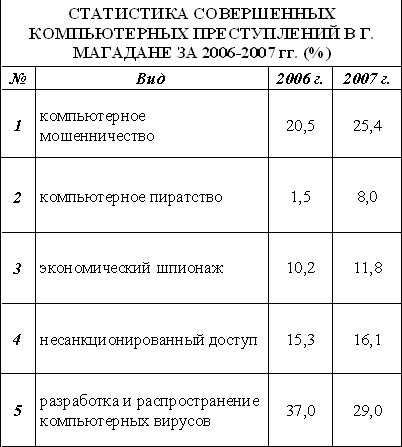 СТАТИСТИКА СОВЕРШЕННЫХ
КОМПЬЮТЕРНЫХ ПРЕСТУПЛЕНИЙ В Г.
МАГАДАНЕ ЗА 2006-2007 гг. (%)
№ Вид 2006 г. 2007 г.
1 компьютерное мошенничество 20,5 25,4
2 компьютерное пиратство 1,5 8,0
3 экономический шпионаж 10,2 11,8
4 несанкционированный доступ 15,3 16,1
5 разработка и распространение компьютерных вирусов 37,0 29,0